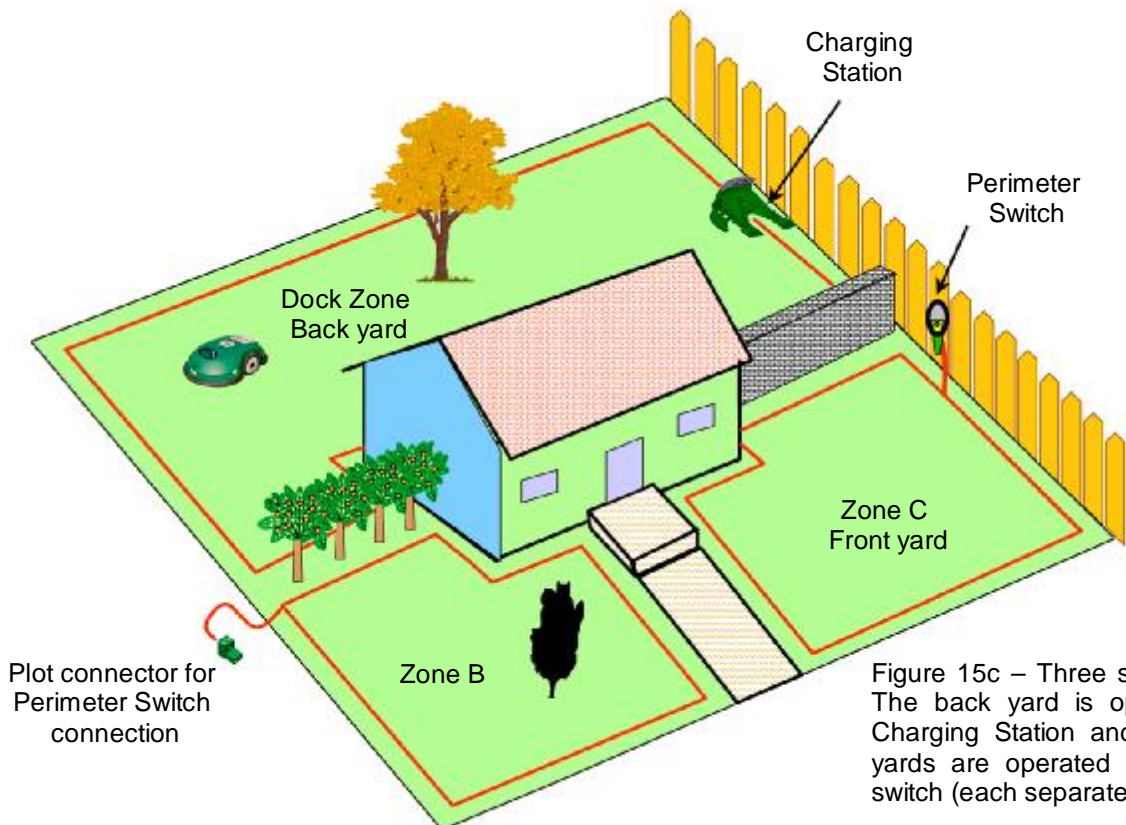 Charging
Station
Perimeter
Switch
Dock Zone
Back yard
Zone C
Front yard
Zone B
Plot connector for
Perimeter Switch
connection
Figure 15c – Three s
The back yard is op
Charging Station and
yards are operated
switch (each separate